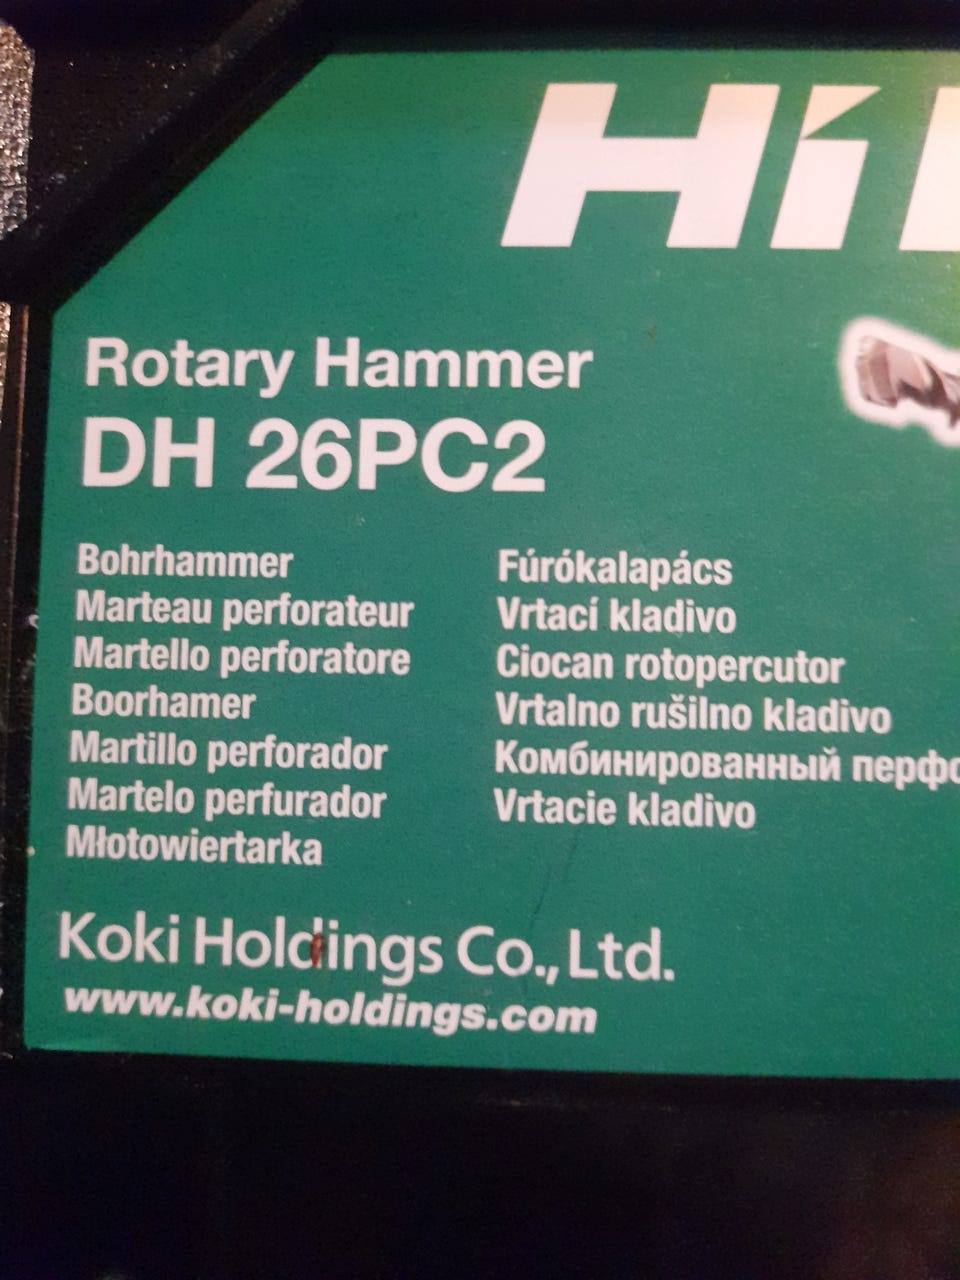 Hi
Rotary Hammer
DH 26PC2
Bohrhammer
Marteau perforateur
Martello perforatore
Boorhamer
Martillo perforador
Martelo perfurador
Młotowiertarka
Fúrókalapács
Vrtací kladivo
Ciocan rotopercutor
Vrtalno rušilno kladivo
Комбинированный
Vrtacie kladivo
Koki Holdings Co., Ltd.
www.koki-holdings.com